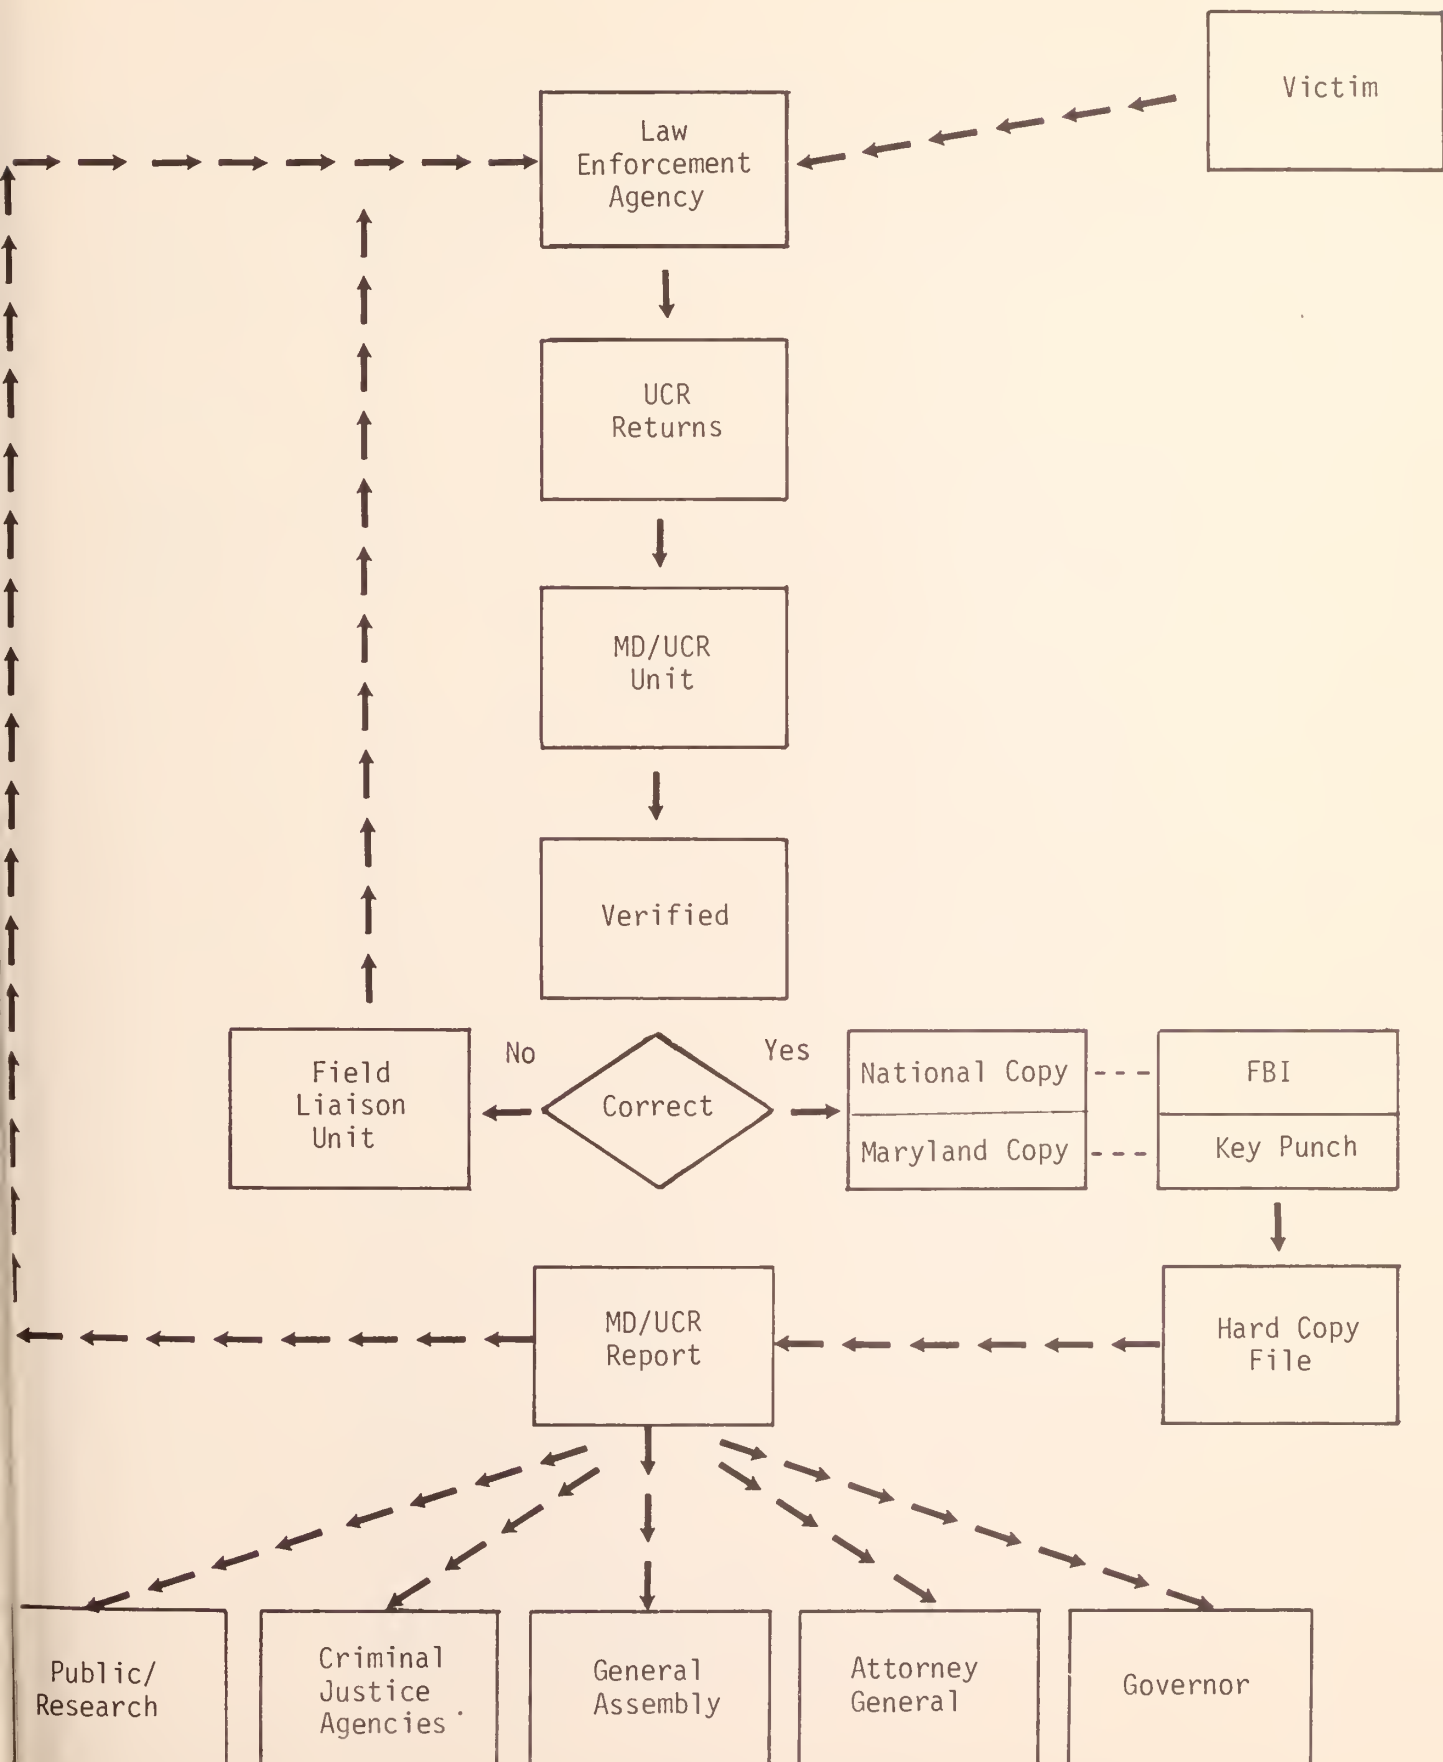 Victim
Law
Enforcement
Agency
UCR
Returns
MD/UCR
Unit
Verified
Field
Liaison
Unit
No
Correct
Yes
National Copy
FBI
Maryland Copy
Key Punch
MD/UCR
Report
Hard Copy
File
Public/
Research
Criminal
Justice
Agencies
General
Assembly
Attorney
General
Governor